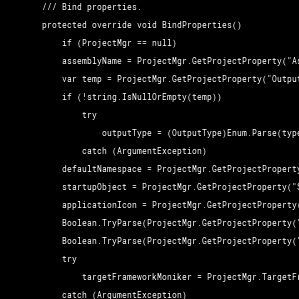 /// Bind properties.
protected override void BindProperties()
if (ProjectMgr == null)
assemblyName = ProjectMgr.GetProjectProperty("As
var temp = ProjectMgr.GetProjectProperty("Output
if (!string.IsNullOrEmpty(temp))
try
outputType = (OutputType)Enum.Parse(type
catch (ArgumentException)
defaultNamespace = ProjectMgr.GetProjectProperty
startupObject = ProjectMgr.GetProjectProperty("S
applicationIcon = ProjectMgr.GetProjectProperty(
Boolean.TryParse(ProjectMgr.GetProjectProperty("
Boolean.TryParse(ProjectMgr.GetProjectProperty("
try
targetFrameworkMoniker = ProjectMgr.TargetFr
catch (ArgumentException)